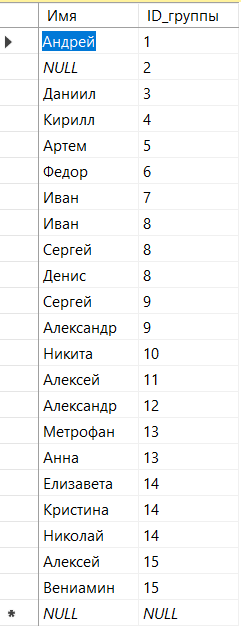 Имя ID_группы
Андрей 1
NULL 2
Даниил 3
Кирилл 4
Артем 5
Федор 6
Иван 7
Иван 8
Сергей 8
Денис 8
Сергей 9
Александр 9
Никита 10
Алексей 11
Александр 12
Метрофан 13
Анна 13
Елизавета 14
Кристина 14
Николай 14
Алексей 15
Вениамин 15
NULL NULL